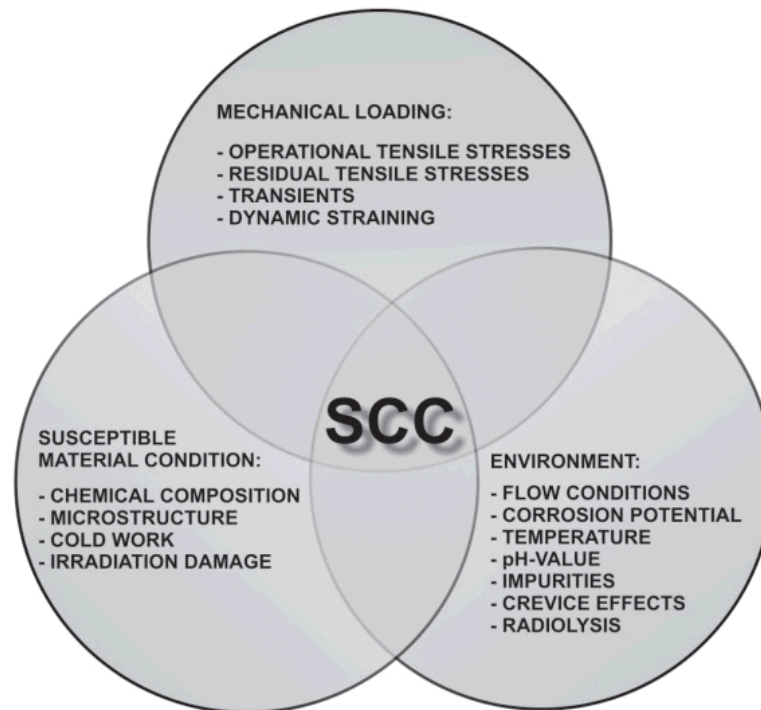 MECHANICAL LOADING:
- OPERATIONAL TENSILE STRESSES
- RESIDUAL TENSILE STRESSES
- TRANSIENTS
- DYNAMIC STRAINING
SCC
SUSCEPTIBLE
MATERIAL CONDITION:
- CHEMICAL COMPOSITION
- MICROSTRUCTURE
- COLD WORK
- IRRADIATION DAMAGE
ENVIRONMENT:
- FLOW CONDITIONS
- CORROSION POTENTIAL
- TEMPERATURE
- pH-VALUE
- IMPURITIES
- CREVICE EFFECTS
- RADIOLYSIS